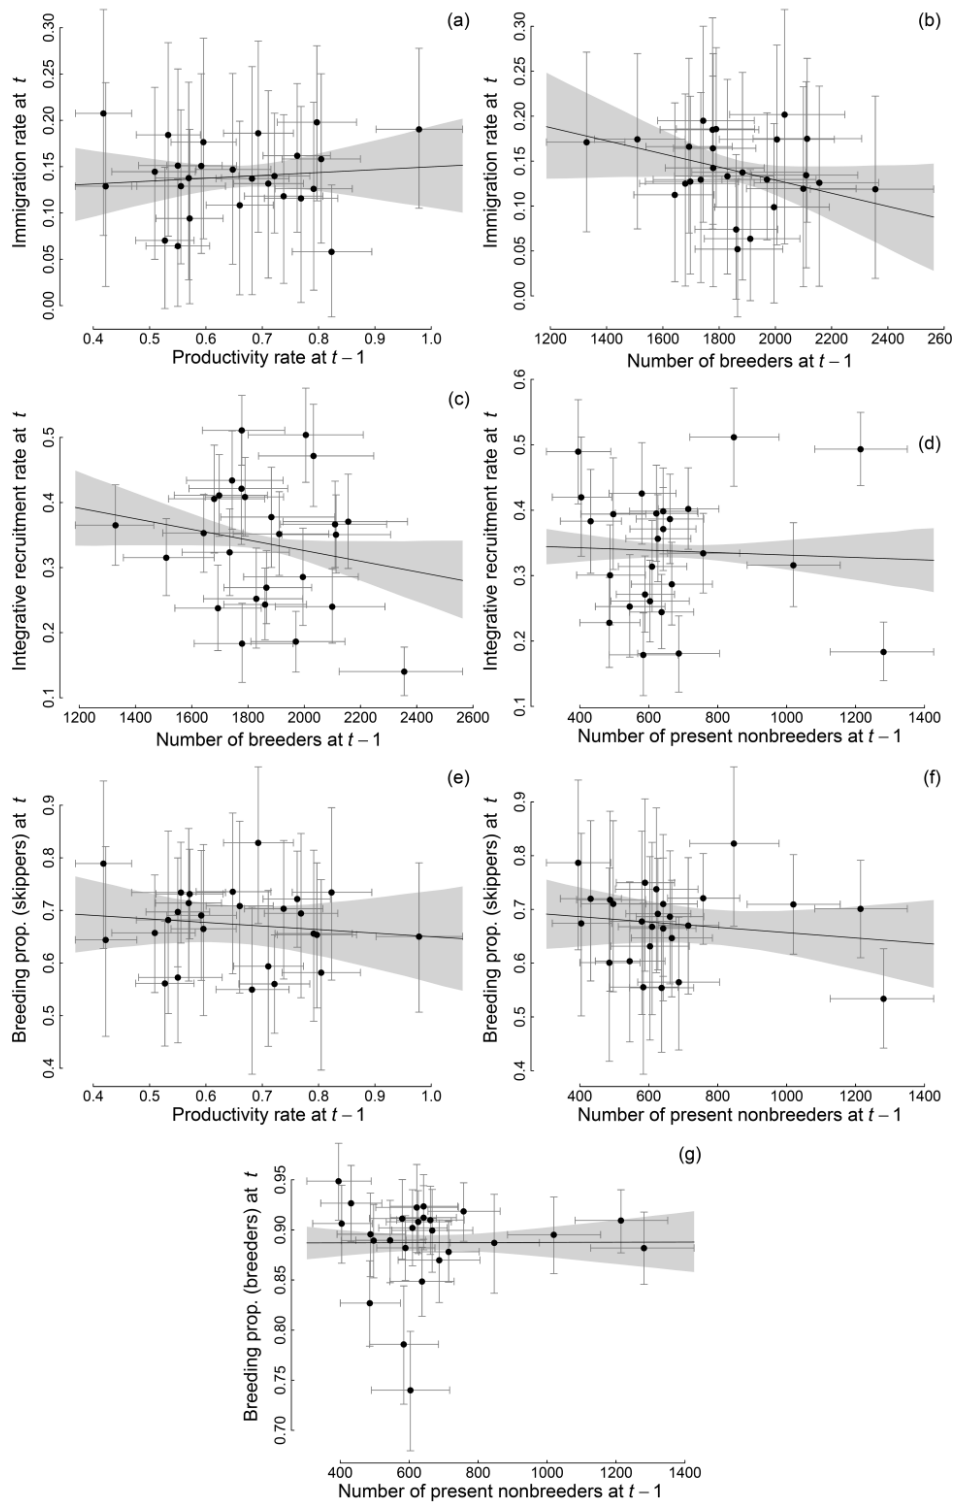 (a)
Immigration rate at t
0.00 0.05 0.10 0.15 0.20 0.25 0.30
0.4 0.5 0.6 0.7 0.8 0.9 1.0
Productivity rate at t – 1
(b)
Immigration rate at t
0.00 0.05 0.10 0.15 0.20 0.25 0.30
1200 1400 1600 1800 2000 2200 2400 260
Number of breeders at t – 1
(c)
Integrative recruitment rate at t
0.1 0.2 0.3 0.4 0.5
1200 1400 1600 1800 2000 2200 2400 2600
Number of breeders at t – 1
(d)
Integrative recruitment rate at t
0.1 0.2 0.3 0.4 0.5 0.6
400 600 800 1000 1200 1400
Number of present nonbreeders at t – 1
(e)
Breeding prop. (skippers) at t
0.4 0.5 0.6 0.7 0.8 0.9
0.4 0.5 0.6 0.7 0.8 0.9 1.0
Productivity rate at t – 1
(f)
Breeding prop. (skippers) at t
0.4 0.5 0.6 0.7 0.8 0.9
400 600 800 1000 1200 1400
Number of present nonbreeders at t – 1
(g)
Breeding prop. (breeders) at t
0.70 0.75 0.80 0.85 0.90 0.95
400 600 800 1000 1200 1400
Number of present nonbreeders at t – 1